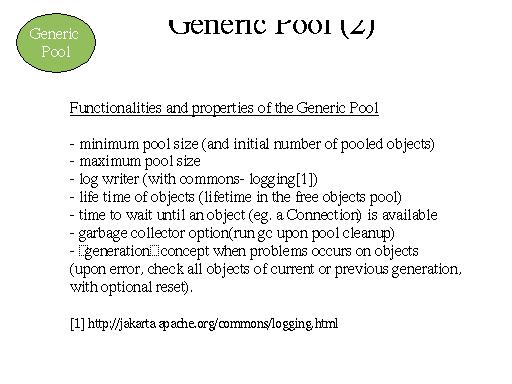 Generic
Pool
Generic Pool (2)
Functionalities and properties of the Generic Pool
- minimum pool size (and initial number of pooled objects)
- maximum pool size
- log writer (with commons- logging[1])
- life time of objects (lifetime in the free objects pool)
- time to wait until an object (eg. a Connection) is available
- garbage collector option(run gc upon pool cleanup)
- generation concept when problems occurs on objects
(upon error, check all objects of current or previous generation,
with optional reset).
[1] http://jakarta.apache.org/commons/logging.html